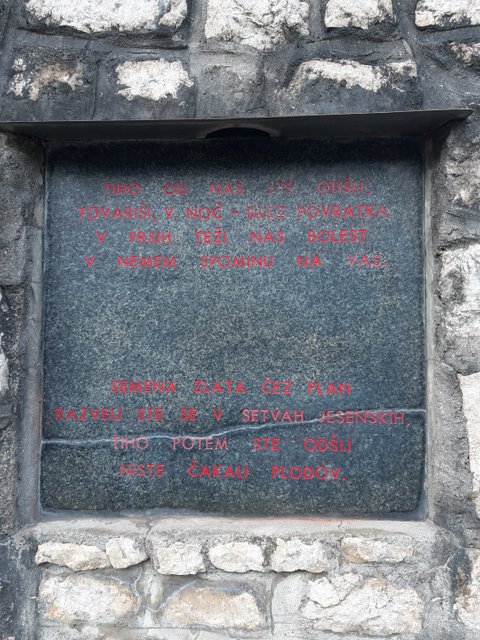 TIHO OD NAS STE ODŠLI,
TOVARIŠI, V NOČ - BREZ POVRATKA.
V PRSIH TEŽI NAS BOLEST
V NEMEM SPOMINU NA VAS.
SEMENA ZLATA ČEZ PLAN
RAZVELI STE SE V SETVAH JESENSKIH,
TIHO POTEM STE ODŠLI
NISTE ČAKALI PLODOV.